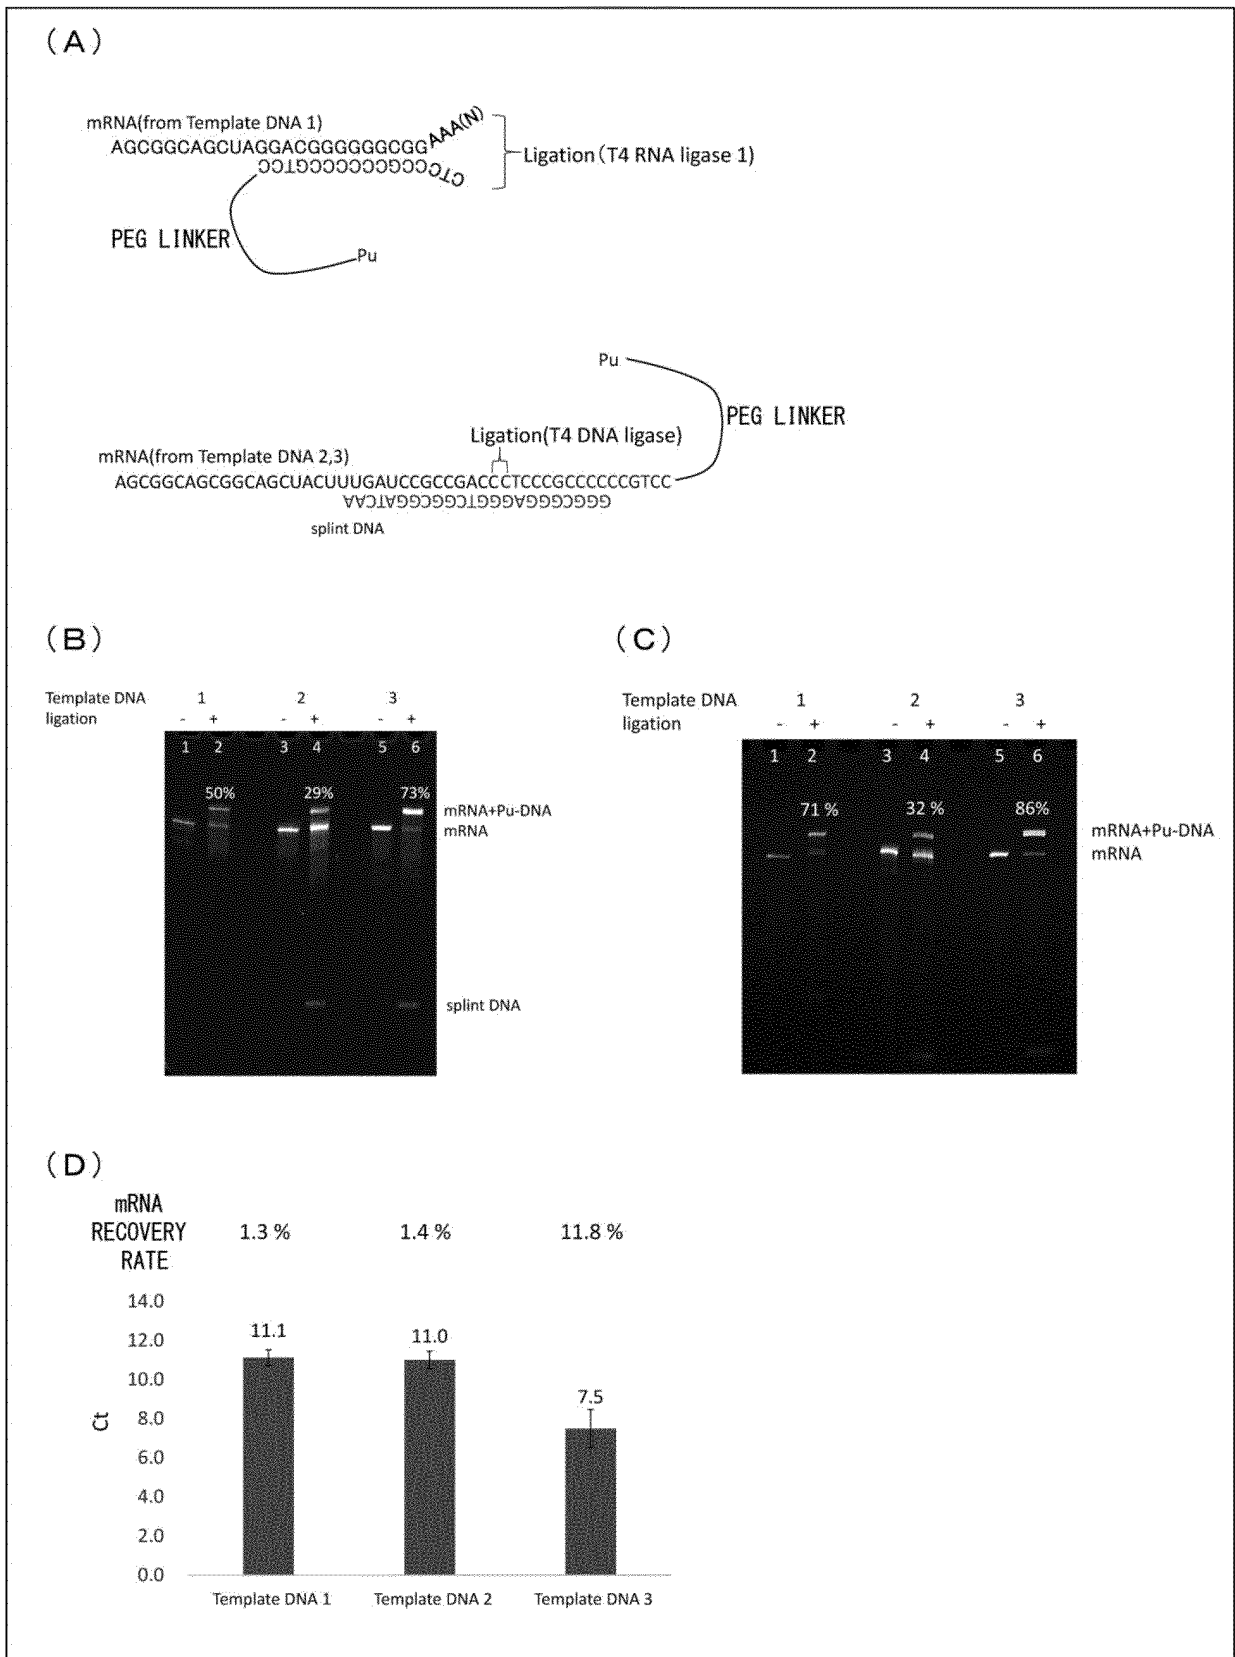 (A)
mRNA(from Template DNA 1)
AGCGGCAGCUAGGACGGGGGGCGGAAA(N)
CCTGCCCCCCGCCCTC
Ligation(T4 RNA ligase 1)
PEG LINKER
Pu
Pu
PEG LINKER
Ligation(T4 DNA ligase)
mRNA(from Template DNA 2,3)
AGCGGCAGCGGCAGCUACUUUGAUCCGCCGACCCTCCCGCCCCCCGTCC
AACTAGGCGGCTGGGAGGGCGGG
splint DNA
(B)
Template DNA 1 2 3
ligation - + - + - +
1 2 3 4 5 6
50% 29% 73%
mRNA+Pu-DNA
mRNA
splint DNA
(C)
Template DNA 1 2 3
ligation - + - + - +
1 2 3 4 5 6
71 % 32 % 86%
mRNA+Pu-DNA
mRNA
(D)
mRNA
RECOVERY
RATE
1.3 % 1.4 % 11.8 %
14.0
12.0
10.0
8.0
6.0
4.0
2.0
0.0
Ct
11.1 11.0 7.5
Template DNA 1 Template DNA 2 Template DNA 3